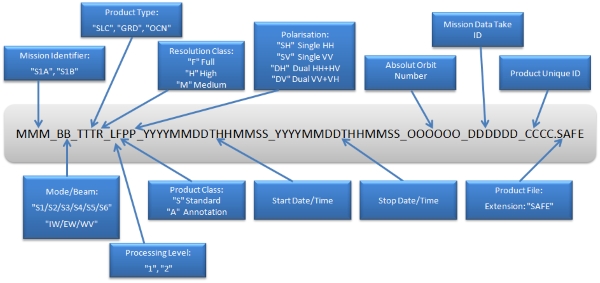 Product Type:
"SLC", "GRD", "OCN"
Mission Identifier:
"S1A", "S1B"
Resolution Class:
"F" Full
"H" High
"M" Medium
Polarisation:
"SH" Single HH
"SV" Single VV
"DH" Dual HH+HV
"DV" Dual VV+VH
Absolut Orbit
Number
Mission Data Take
ID
Product Unique ID
MMM_BB_TTTR_LFPP_YYYYMMDDTHHMMSS_YYYYMMDDTHHMMSS_OOOOOO_DDDDDD_CCCC.SAFE
Mode/Beam:
"S1/S2/S3/S4/S5/S6"
"IW/EW/WV"
Processing Level:
"1", "2"
Product Class:
"S" Standard
"A" Annotation
Start Date/Time
Stop Date/Time
Product File:
Extension: "SAFE"